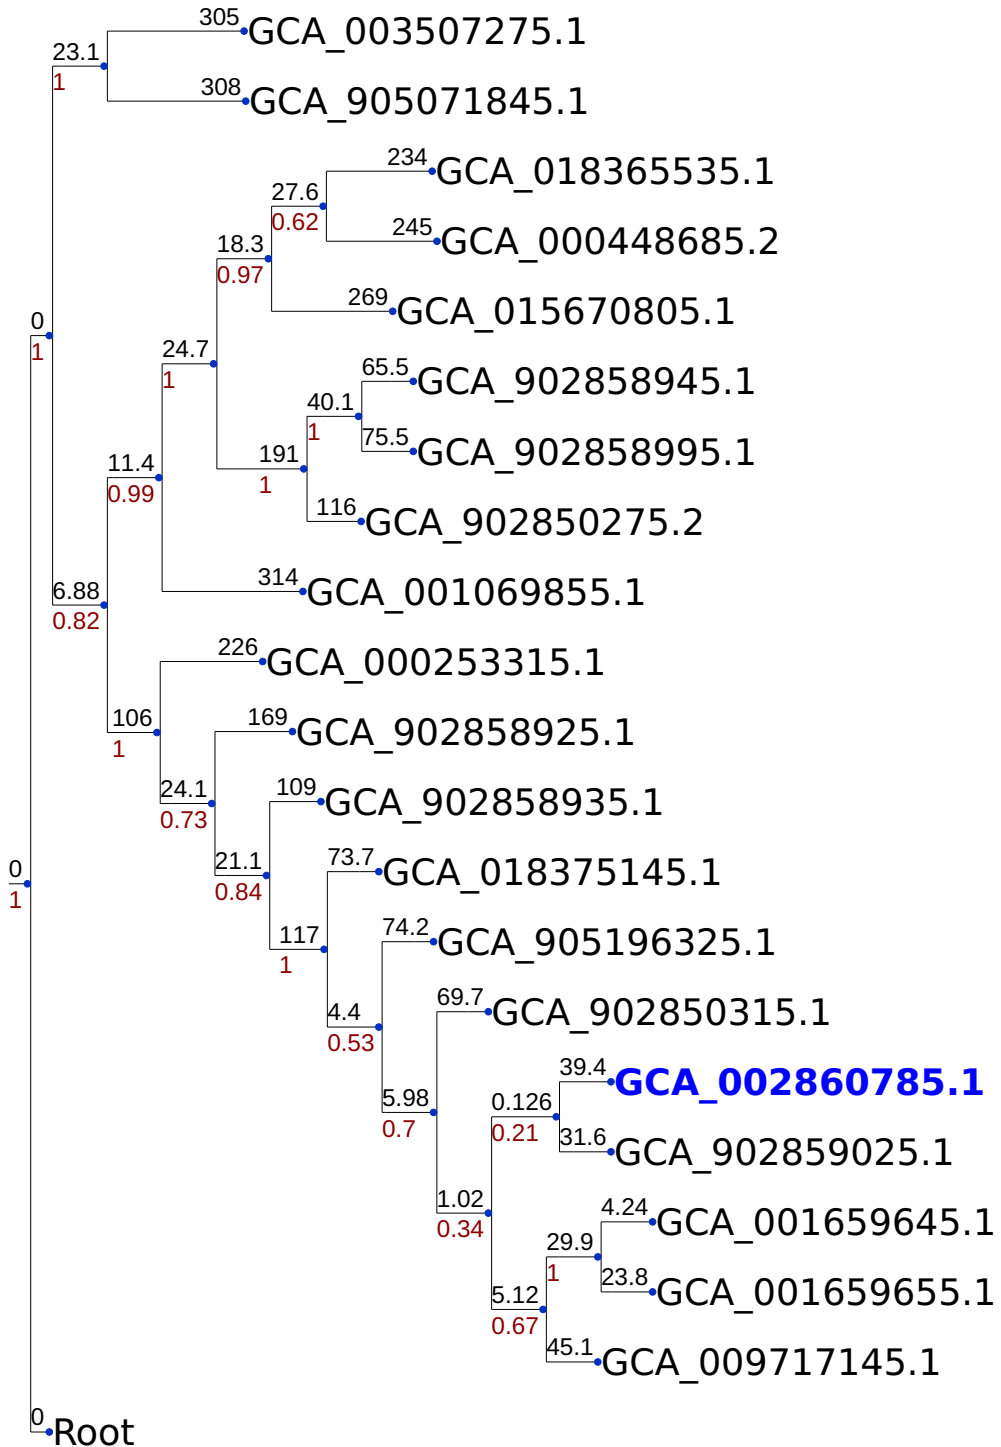 305 GCA_003507275.1
23.1
1
308 GCA_905071845.1
234 GCA_018365535.1
27.6
0.62
245 GCA_000448685.2
18.3
0.97
269 GCA_015670805.1
0
1
24.7
1
65.5 GCA_902858945.1
40.1
1
75.5 GCA_902858995.1
191
1
11.4
0.99
116 GCA_902850275.2
314 GCA_001069855.1
6.88
0.82
226 GCA_000253315.1
106
1
169 GCA_902858925.1
24.1
0.73
109 GCA_902858935.1
21.1
0.84
73.7 GCA_018375145.1
0
1
117
1
74.2 GCA_905196325.1
4.4
0.53
69.7 GCA_902850315.1
5.98
0.7
39.4 GCA_002860785.1
0.126
0.21
31.6 GCA_902859025.1
1.02
0.34
4.24 GCA_001659645.1
29.9
1
23.8 GCA_001659655.1
5.12
0.67
45.1 GCA_009717145.1
0 Root